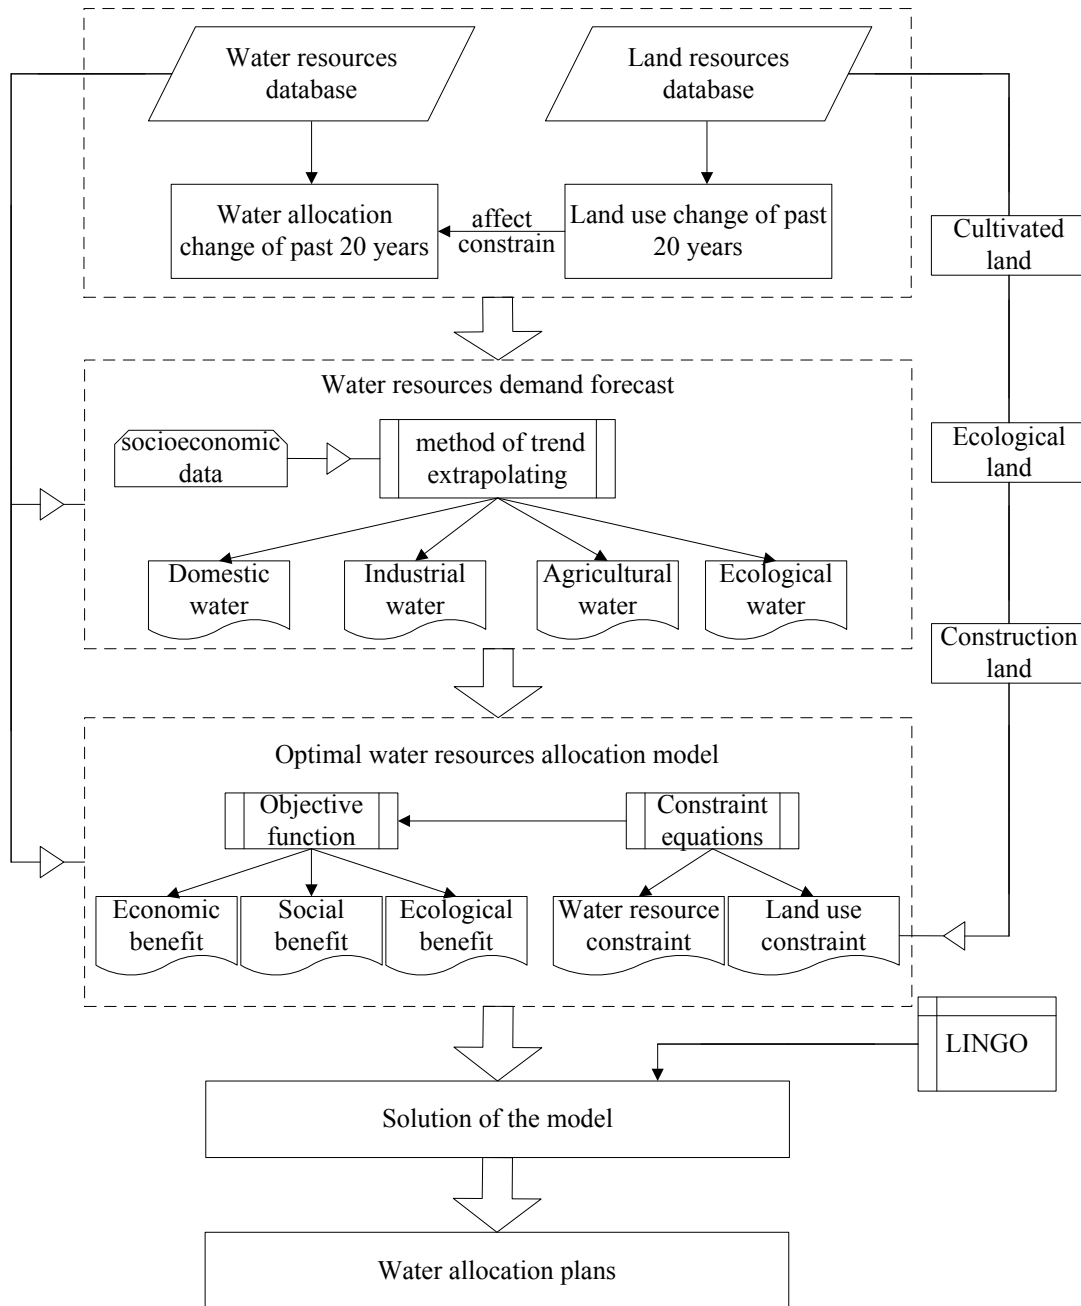 Water resources
database
Land resources
database
Water allocation
change of past 20 years
affect
constrain
Land use change of past
20 years
Cultivated
land
Water resources demand forecast
socioeconomic
data
method of trend
extrapolating
Ecological
land
Domestic
water
Industrial
water
Agricultural
water
Ecological
water
Construction
land
Optimal water resources allocation model
Objective
function
Constraint
equations
Economic
benefit
Social
benefit
Ecological
benefit
Water resource
constraint
Land use
constraint
LINGO
Solution of the model
Water allocation plans